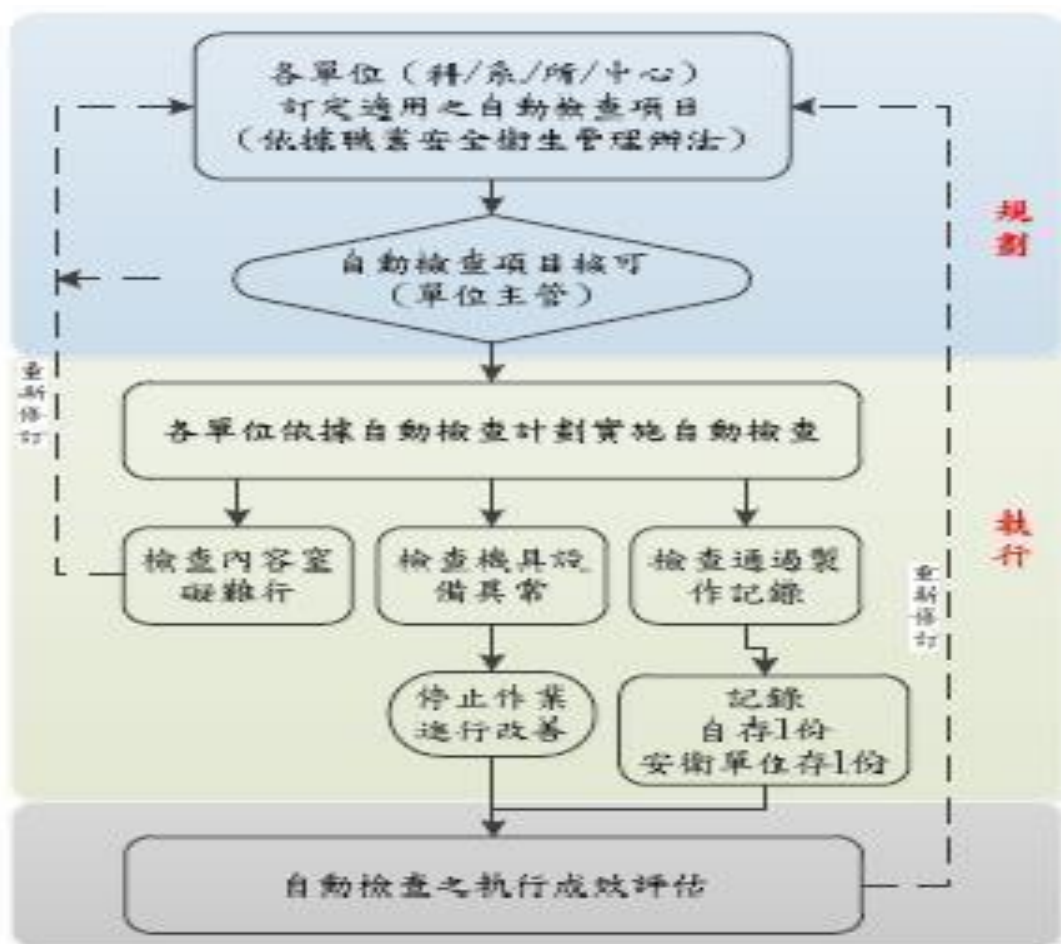 各單位（科/系/所/中心）
訂定適用之自動檢查項目
（依據職業安全衛生管理辦法）
規
劃
自動檢查項目核可
（單位主管）
重新修訂
各單位依據自動檢查計劃實施自動檢查
執
行
檢查內容窒
礙難行
檢查機具設
備異常
檢查通過製
作記錄
重新修訂
停止作業
進行改善
記錄
自存1份
安衛單位存1份
自動檢查之執行成效評估